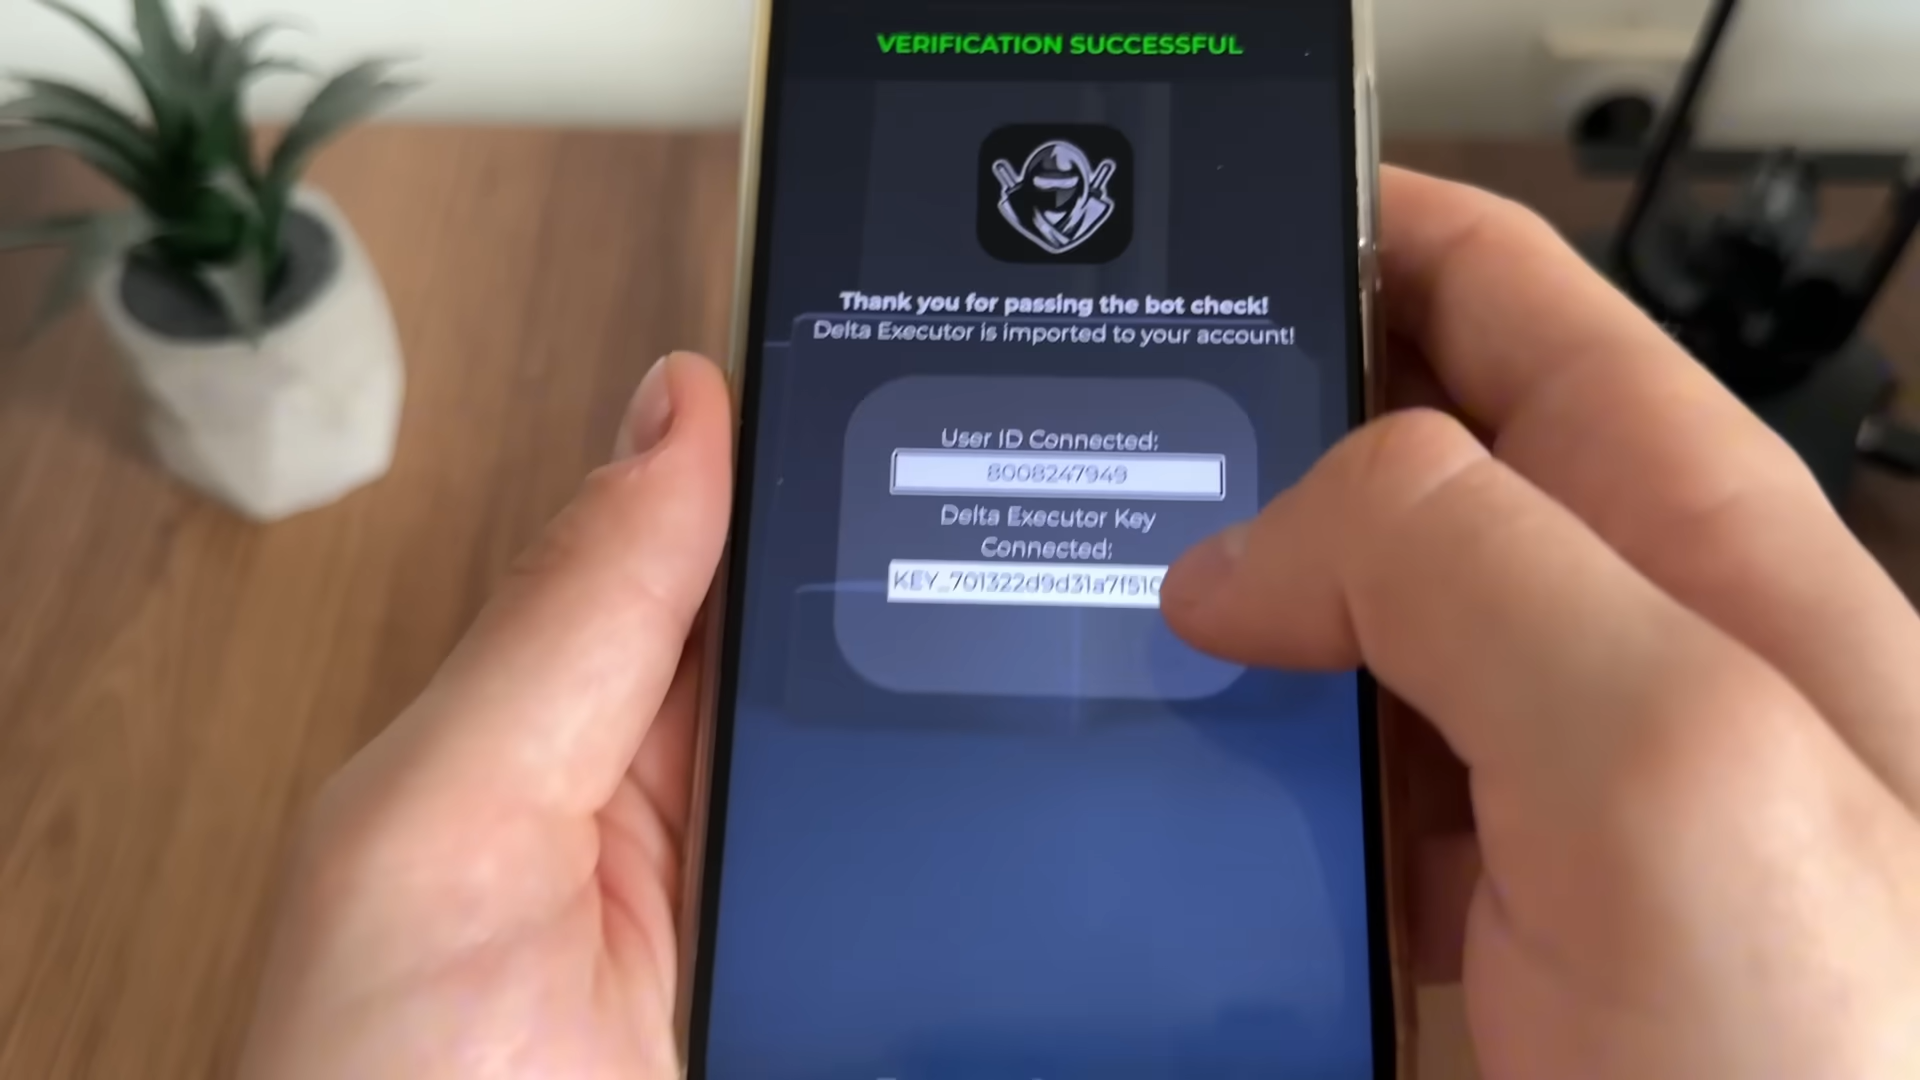 VERIFICATION SUCCESSFUL
Thank you for passing the bot check!
Delta Executor is imported to your account!
User ID Connected:
8008247949
Delta Executor Key
Connected:
KEY_701322d9d31a7f510